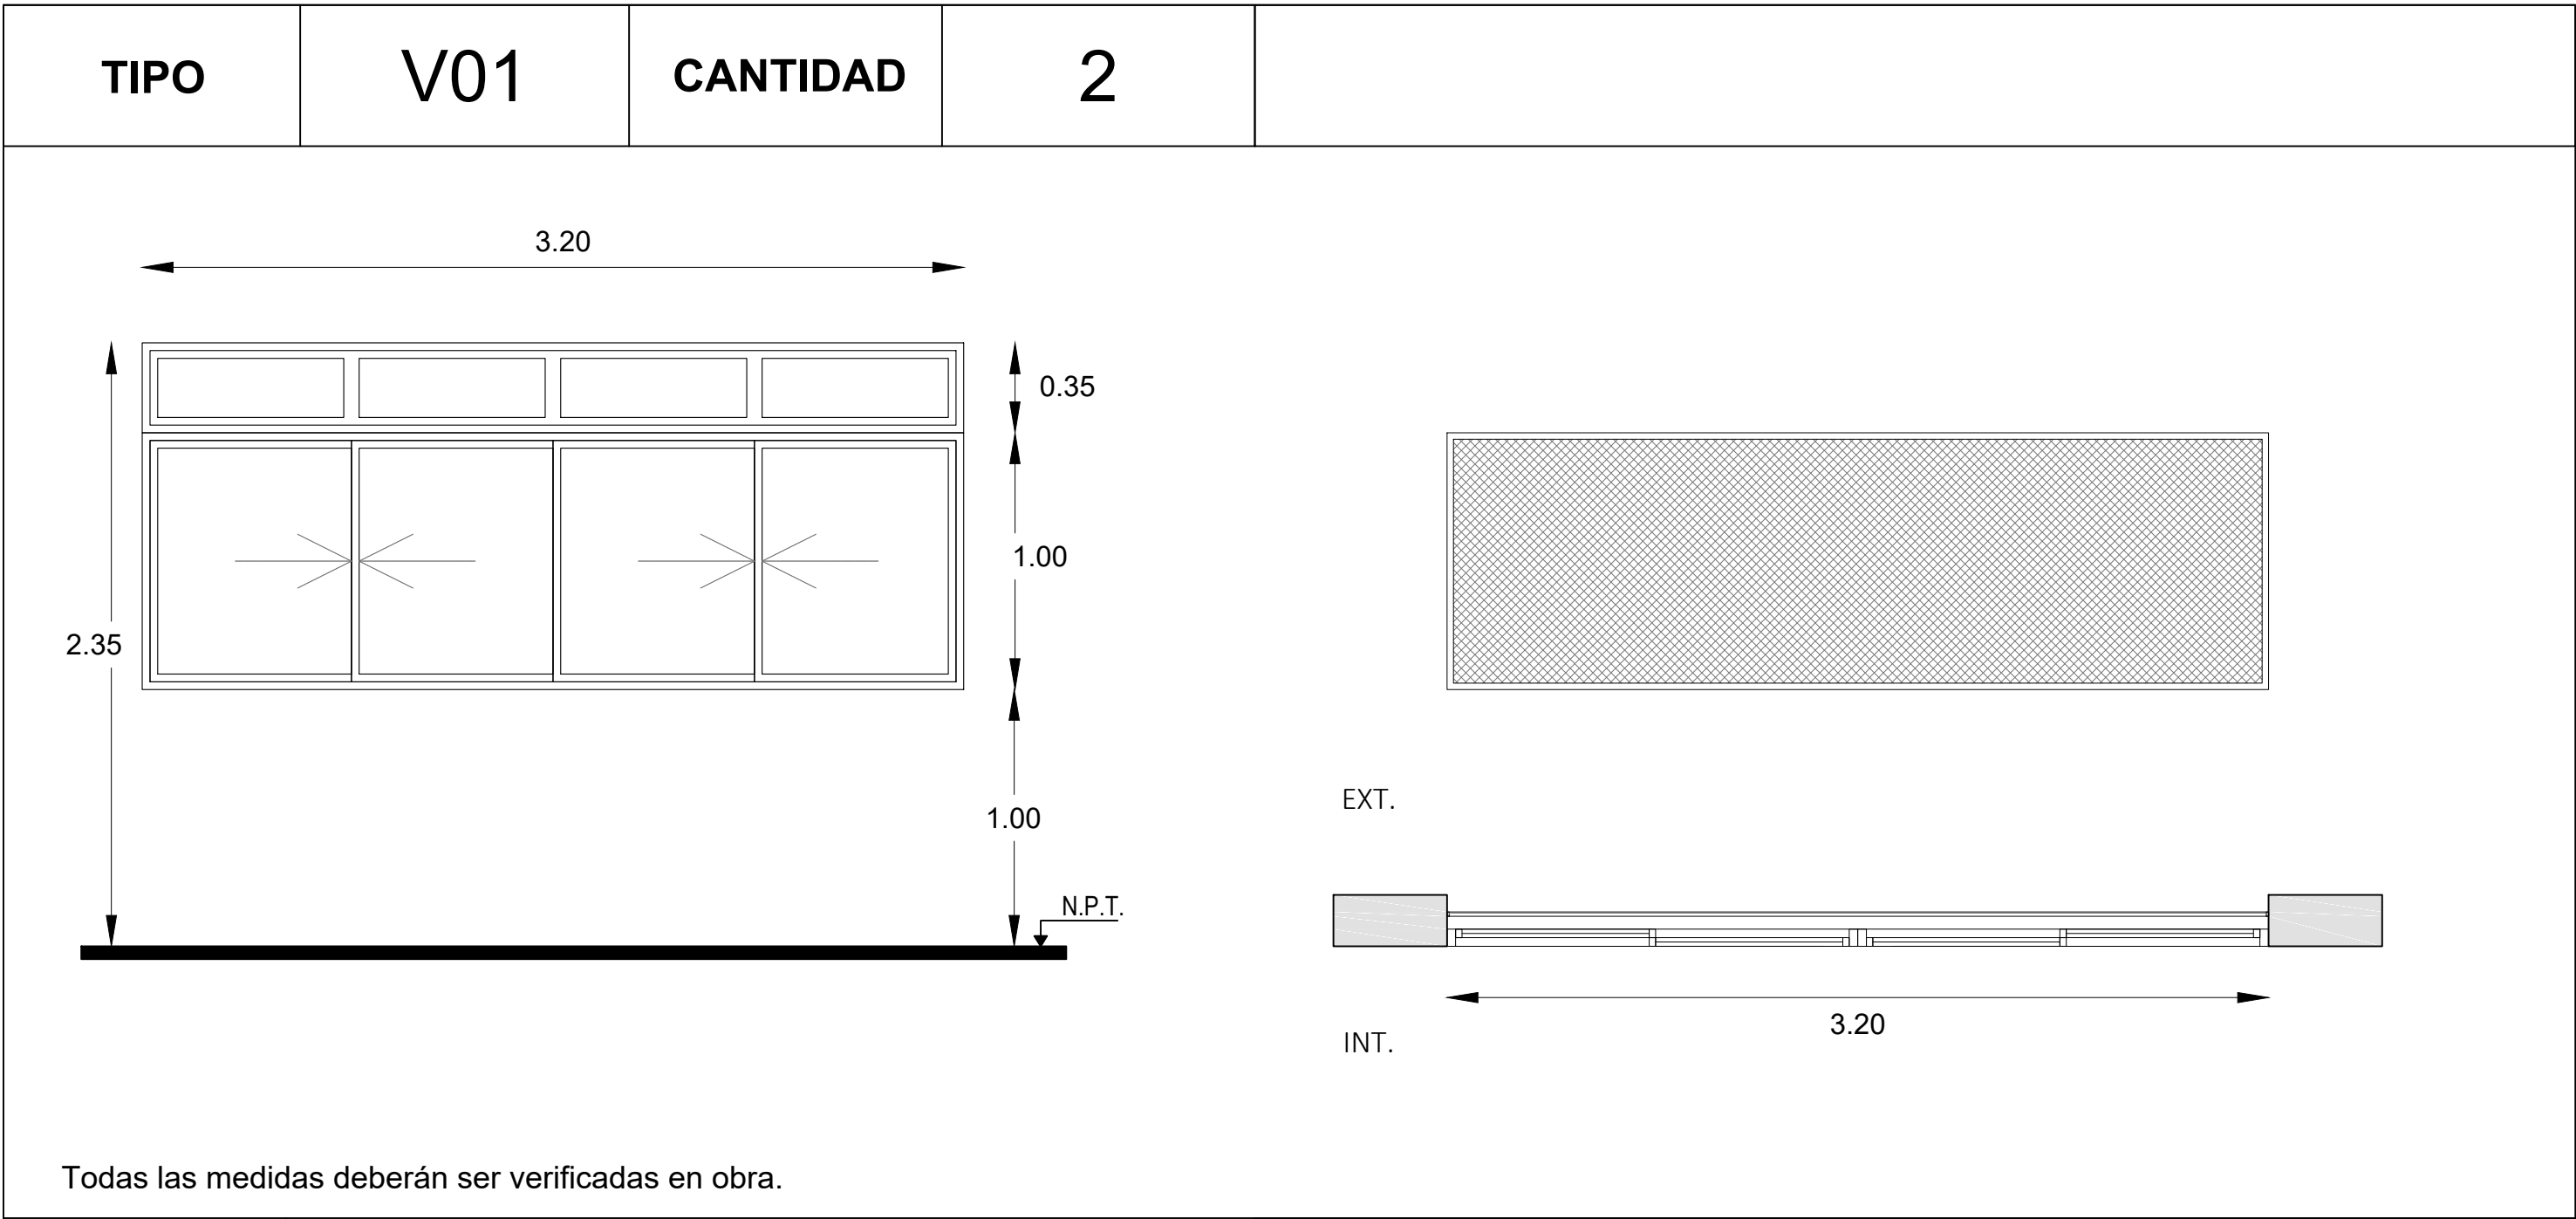 TIPO V01 CANTIDAD 2
3.20
0.35
1.00
2.35
1.00
N.P.T.
EXT.
3.20
INT.
Todas las medidas deberán ser verificadas en obra.